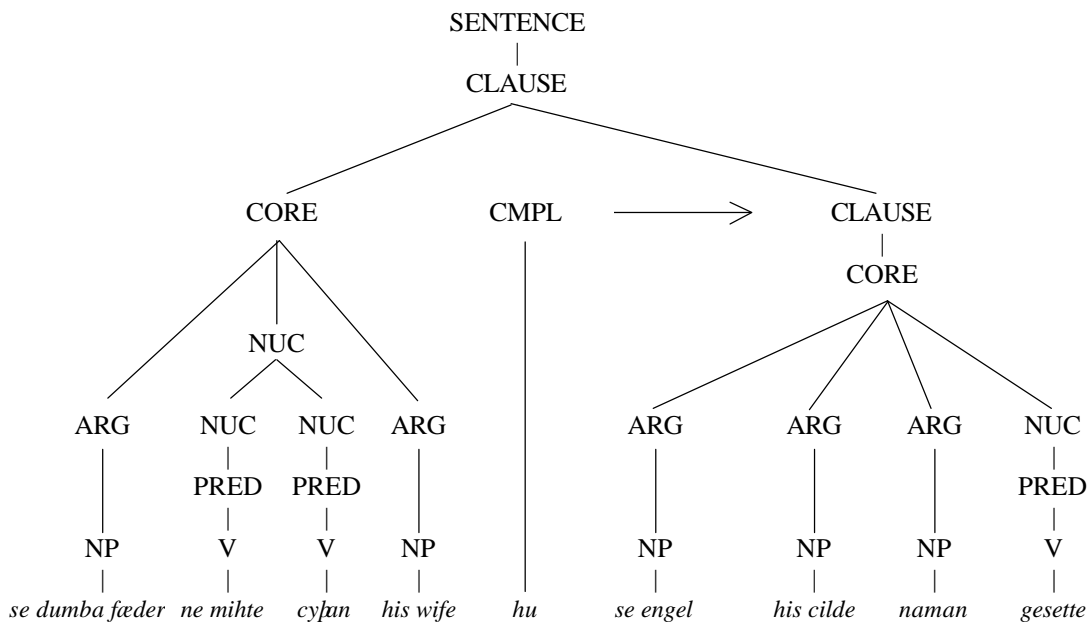 SENTENCE
CLAUSE
CORE CMPL CLAUSE
CORE
NUC
ARG NUC NUC ARG ARG ARG ARG NUC
PRED PRED PRED
NP V V NP NP NP NP V
se dumba fæder ne mihte cyþan his wife hu se engel his cilde naman gesette